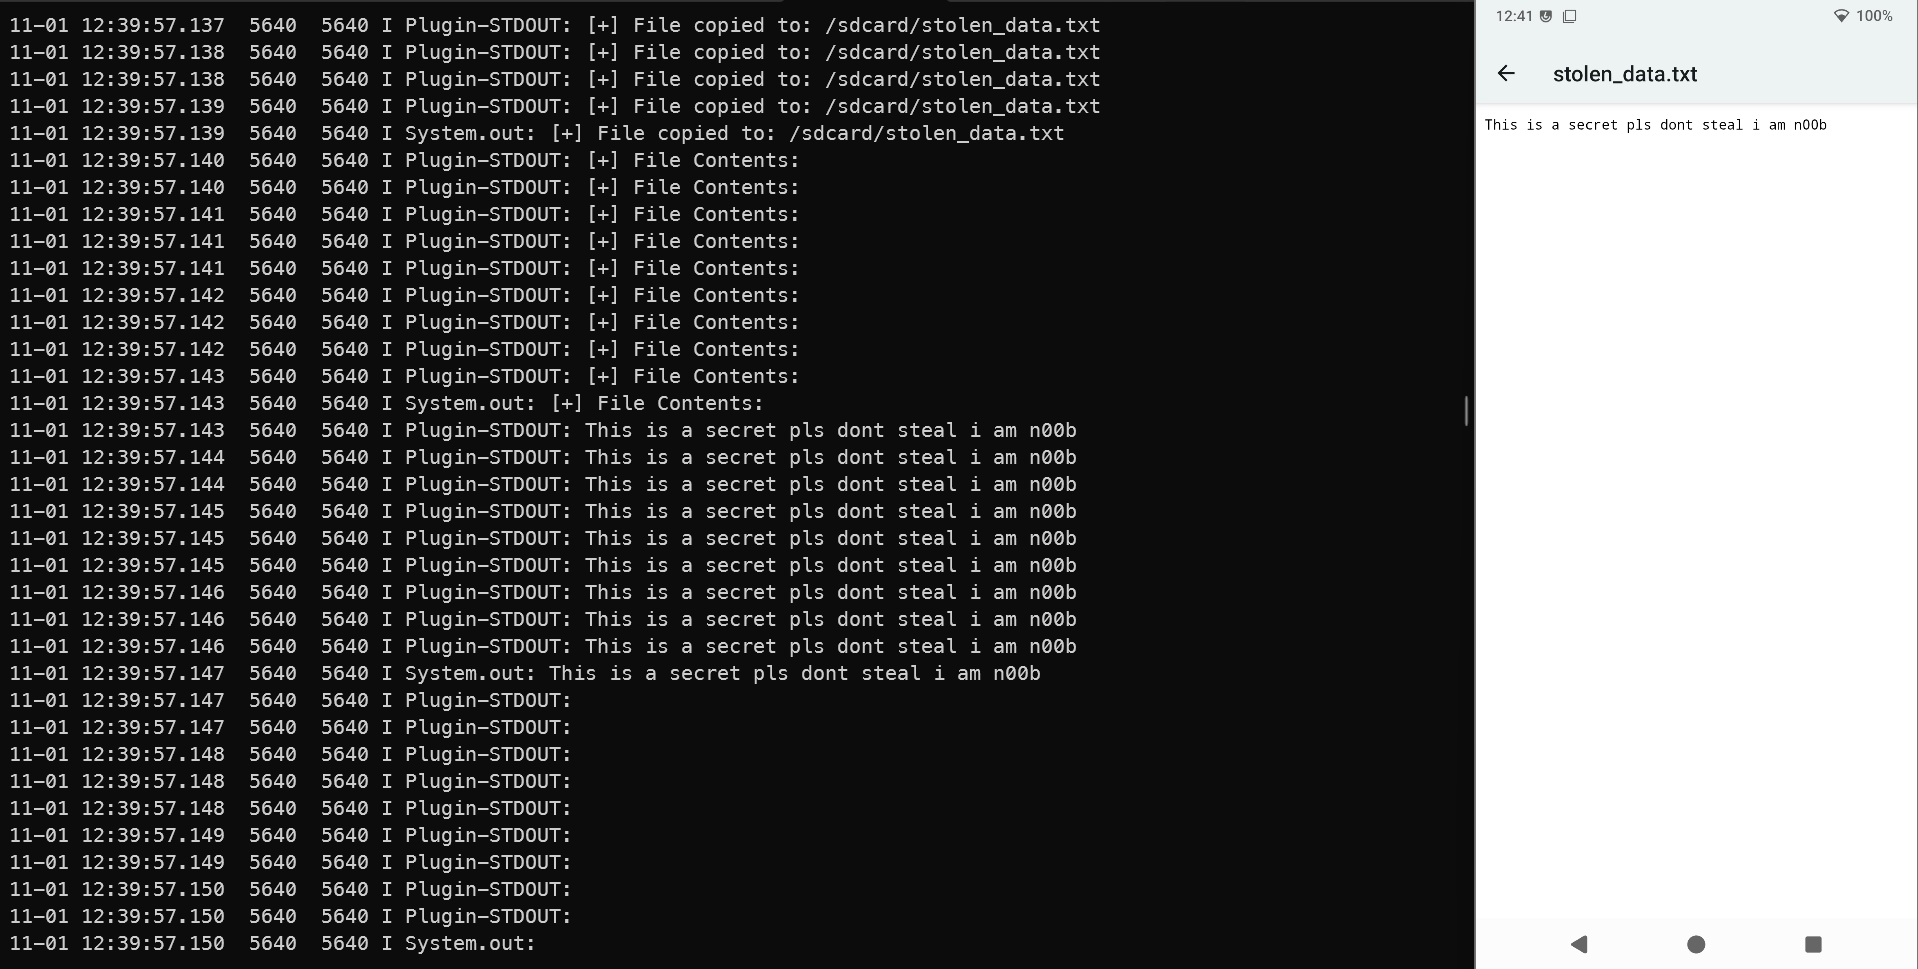 11-01 12:39:57.137  5640  5640 I Plugin-STDOUT: [+] File copied to: /sdcard/stolen_data.txt
11-01 12:39:57.138  5640  5640 I Plugin-STDOUT: [+] File copied to: /sdcard/stolen_data.txt
11-01 12:39:57.138  5640  5640 I Plugin-STDOUT: [+] File copied to: /sdcard/stolen_data.txt
11-01 12:39:57.139  5640  5640 I Plugin-STDOUT: [+] File copied to: /sdcard/stolen_data.txt
11-01 12:39:57.139  5640  5640 I System.out: [+] File copied to: /sdcard/stolen_data.txt
11-01 12:39:57.140  5640  5640 I Plugin-STDOUT: [+] File Contents:
11-01 12:39:57.140  5640  5640 I Plugin-STDOUT: [+] File Contents:
11-01 12:39:57.141  5640  5640 I Plugin-STDOUT: [+] File Contents:
11-01 12:39:57.141  5640  5640 I Plugin-STDOUT: [+] File Contents:
11-01 12:39:57.141  5640  5640 I Plugin-STDOUT: [+] File Contents:
11-01 12:39:57.142  5640  5640 I Plugin-STDOUT: [+] File Contents:
11-01 12:39:57.142  5640  5640 I Plugin-STDOUT: [+] File Contents:
11-01 12:39:57.142  5640  5640 I Plugin-STDOUT: [+] File Contents:
11-01 12:39:57.143  5640  5640 I Plugin-STDOUT: [+] File Contents:
11-01 12:39:57.143  5640  5640 I System.out: [+] File Contents:
11-01 12:39:57.143  5640  5640 I Plugin-STDOUT: This is a secret pls dont steal i am n00b
11-01 12:39:57.144  5640  5640 I Plugin-STDOUT: This is a secret pls dont steal i am n00b
11-01 12:39:57.144  5640  5640 I Plugin-STDOUT: This is a secret pls dont steal i am n00b
11-01 12:39:57.145  5640  5640 I Plugin-STDOUT: This is a secret pls dont steal i am n00b
11-01 12:39:57.145  5640  5640 I Plugin-STDOUT: This is a secret pls dont steal i am n00b
11-01 12:39:57.145  5640  5640 I Plugin-STDOUT: This is a secret pls dont steal i am n00b
11-01 12:39:57.146  5640  5640 I Plugin-STDOUT: This is a secret pls dont steal i am n00b
11-01 12:39:57.146  5640  5640 I Plugin-STDOUT: This is a secret pls dont steal i am n00b
11-01 12:39:57.146  5640  5640 I Plugin-STDOUT: This is a secret pls dont steal i am n00b
11-01 12:39:57.147  5640  5640 I System.out: This is a secret pls dont steal i am n00b
11-01 12:39:57.147  5640  5640 I Plugin-STDOUT:
11-01 12:39:57.147  5640  5640 I Plugin-STDOUT:
11-01 12:39:57.148  5640  5640 I Plugin-STDOUT:
11-01 12:39:57.148  5640  5640 I Plugin-STDOUT:
11-01 12:39:57.148  5640  5640 I Plugin-STDOUT:
11-01 12:39:57.149  5640  5640 I Plugin-STDOUT:
11-01 12:39:57.149  5640  5640 I Plugin-STDOUT:
11-01 12:39:57.150  5640  5640 I Plugin-STDOUT:
11-01 12:39:57.150  5640  5640 I Plugin-STDOUT:
11-01 12:39:57.150  5640  5640 I System.out:
12:41 100%
stolen_data.txt
This is a secret pls dont steal i am n00b